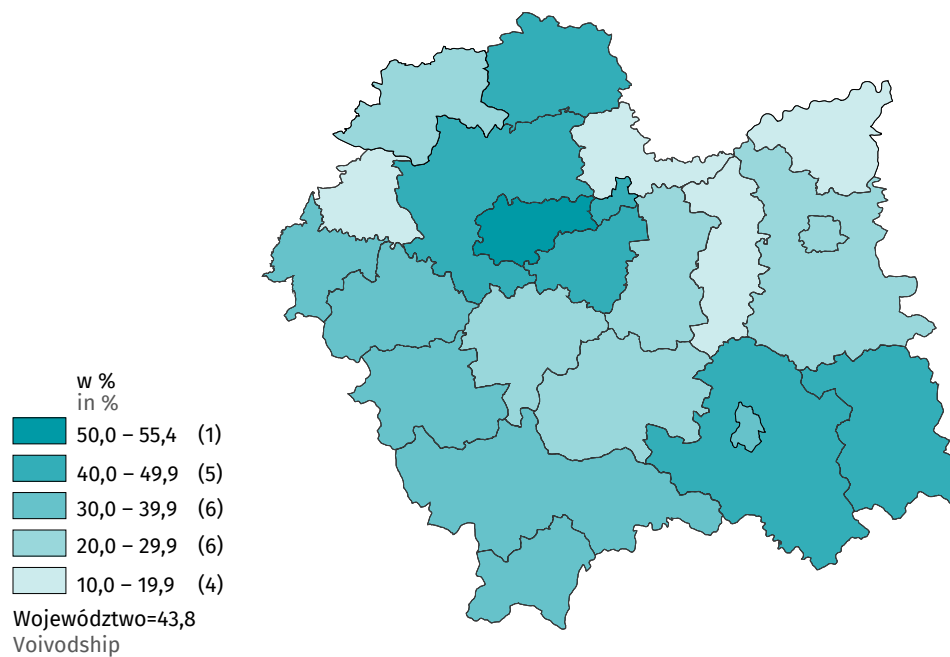 w %
in %
50,0 – 55,4 (1)
40,0 – 49,9 (5)
30,0 – 39,9 (6)
20,0 – 29,9 (6)
10,0 – 19,9 (4)
Województwo=43,8
Voivodship